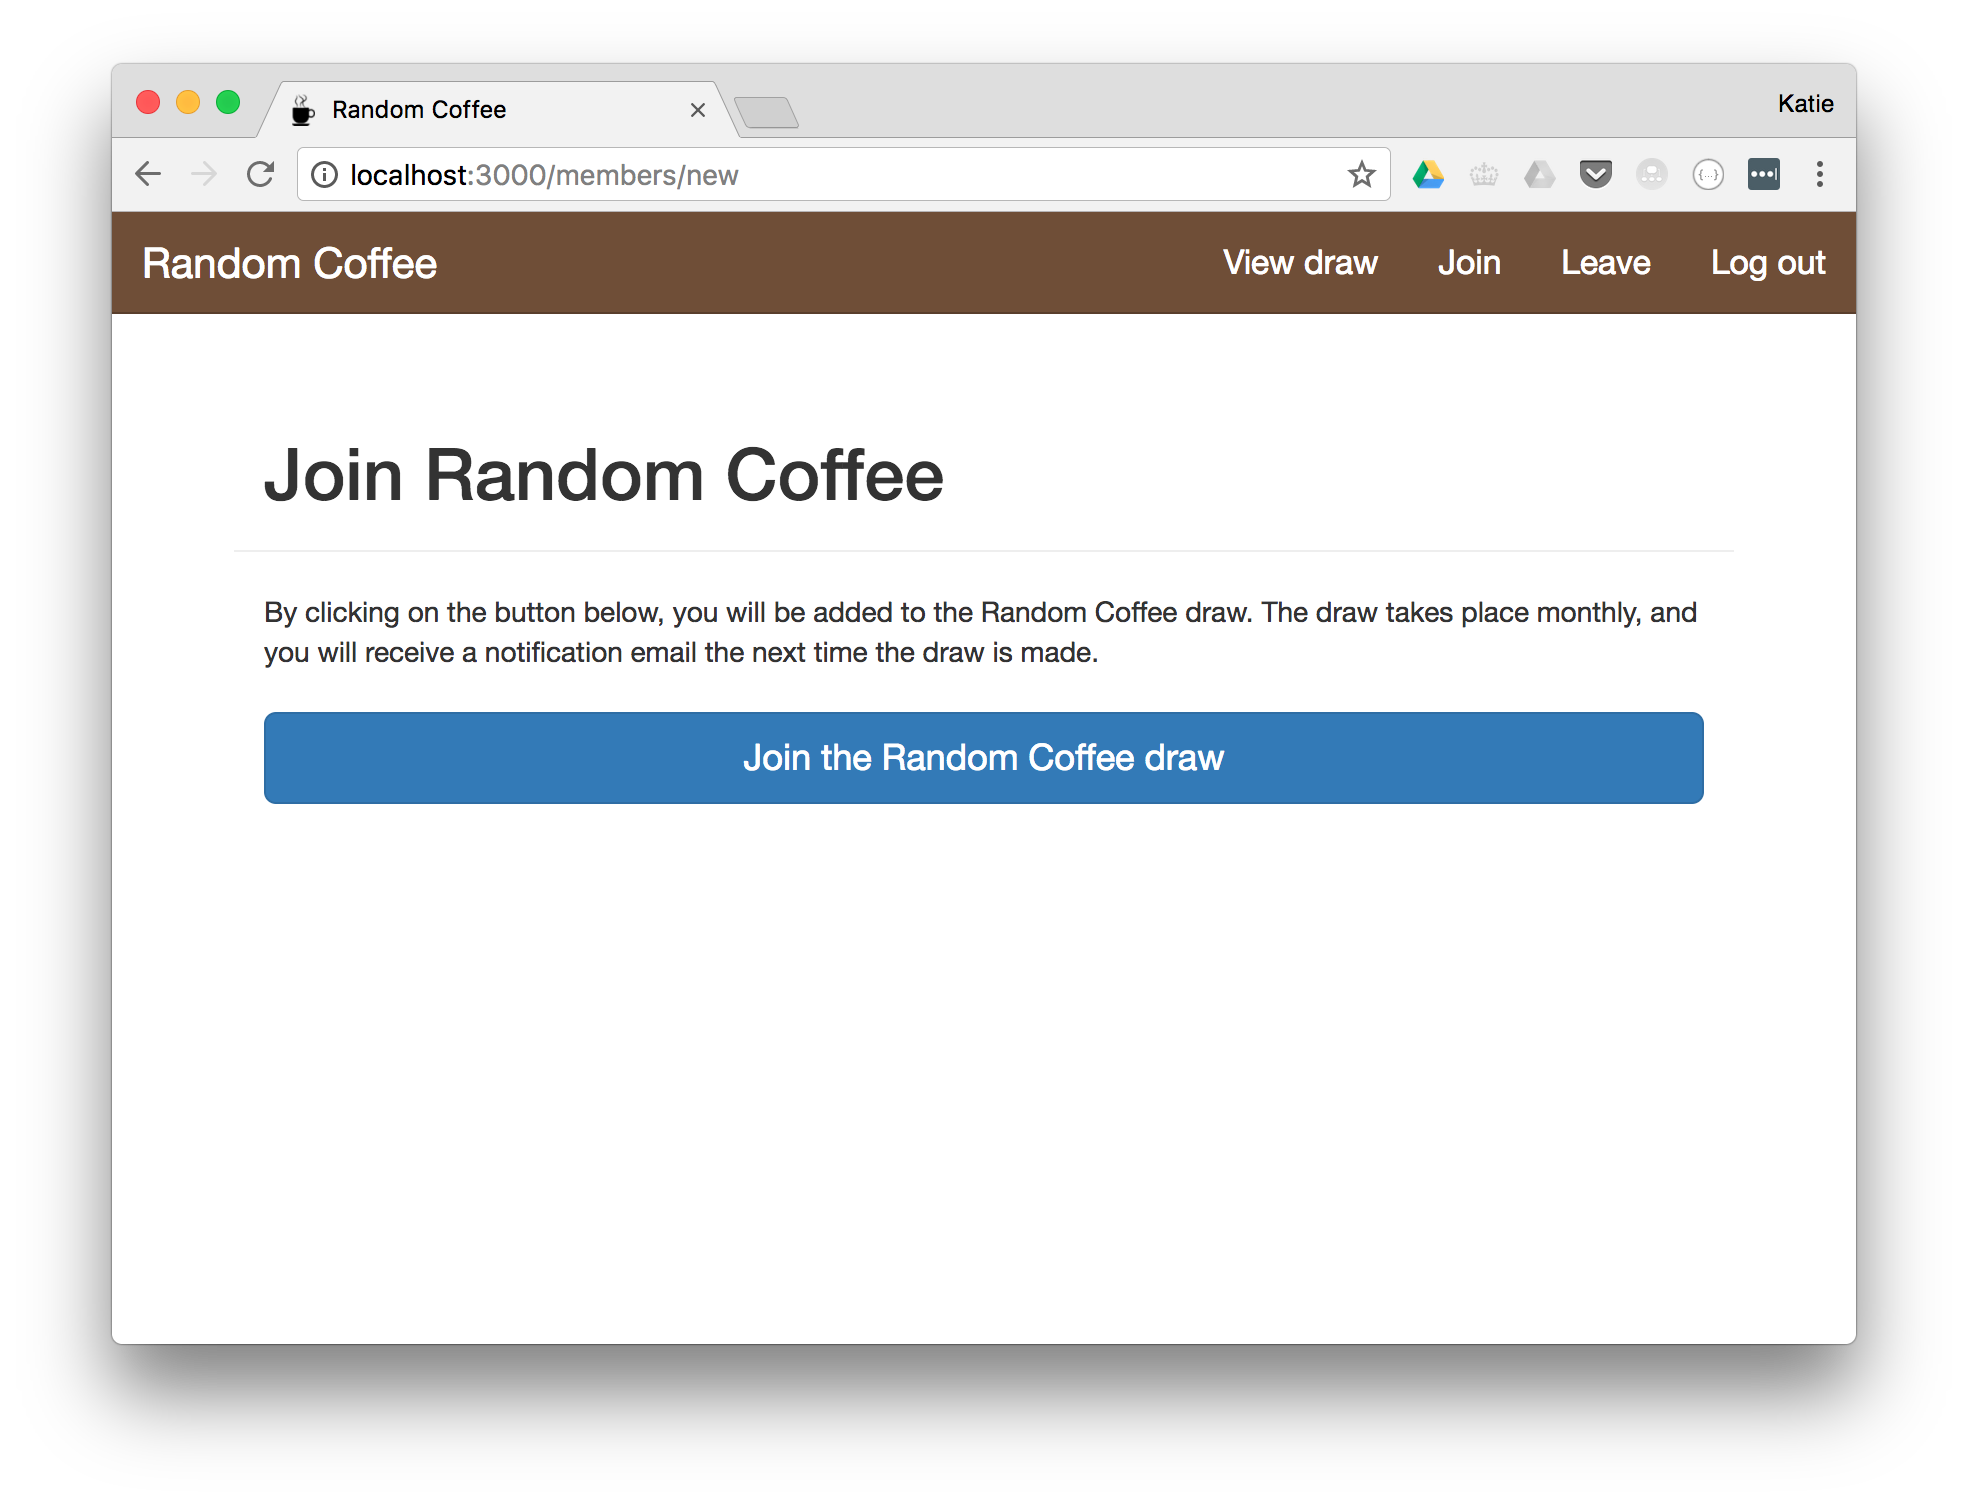 Random Coffee
Katie
localhost:3000/members/new
Random Coffee
View draw
Join
Leave
Log out
Join Random Coffee
By clicking on the button below, you will be added to the Random Coffee draw. The draw takes place monthly, and
you will receive a notification email the next time the draw is made.
Join the Random Coffee draw